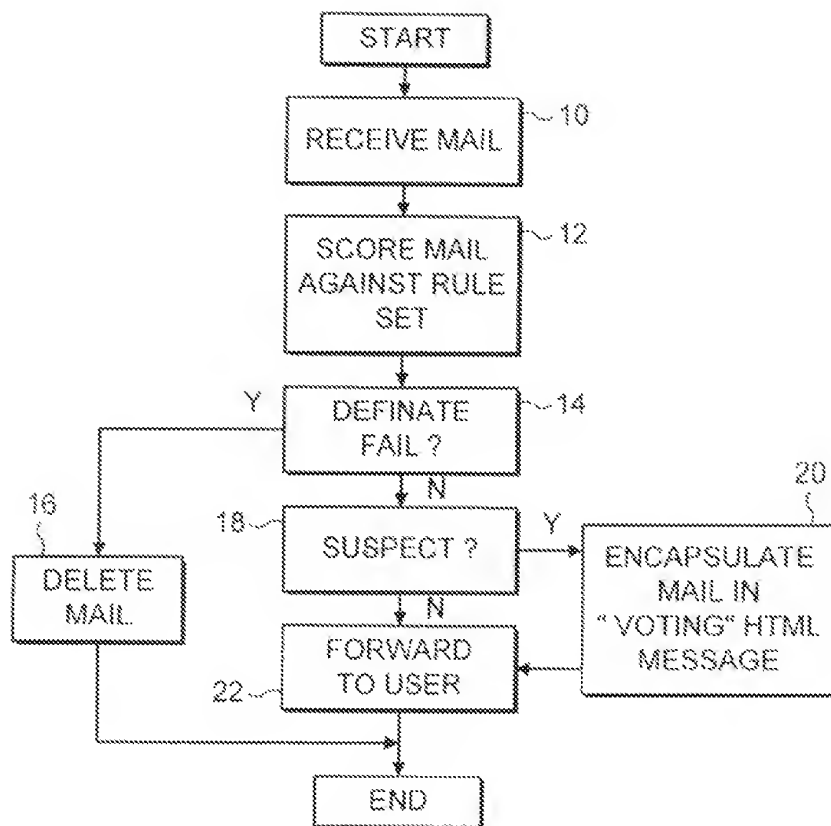 START
RECEIVE MAIL
10
SCORE MAIL
AGAINST RULE
SET
12
Y
DEFINATE
FAIL ?
14
N
16
DELETE
MAIL
18
SUSPECT ?
Y
N
20
ENCAPSULATE
MAIL IN
“ VOTING” HTML
MESSAGE
FORWARD
TO USER
22
END